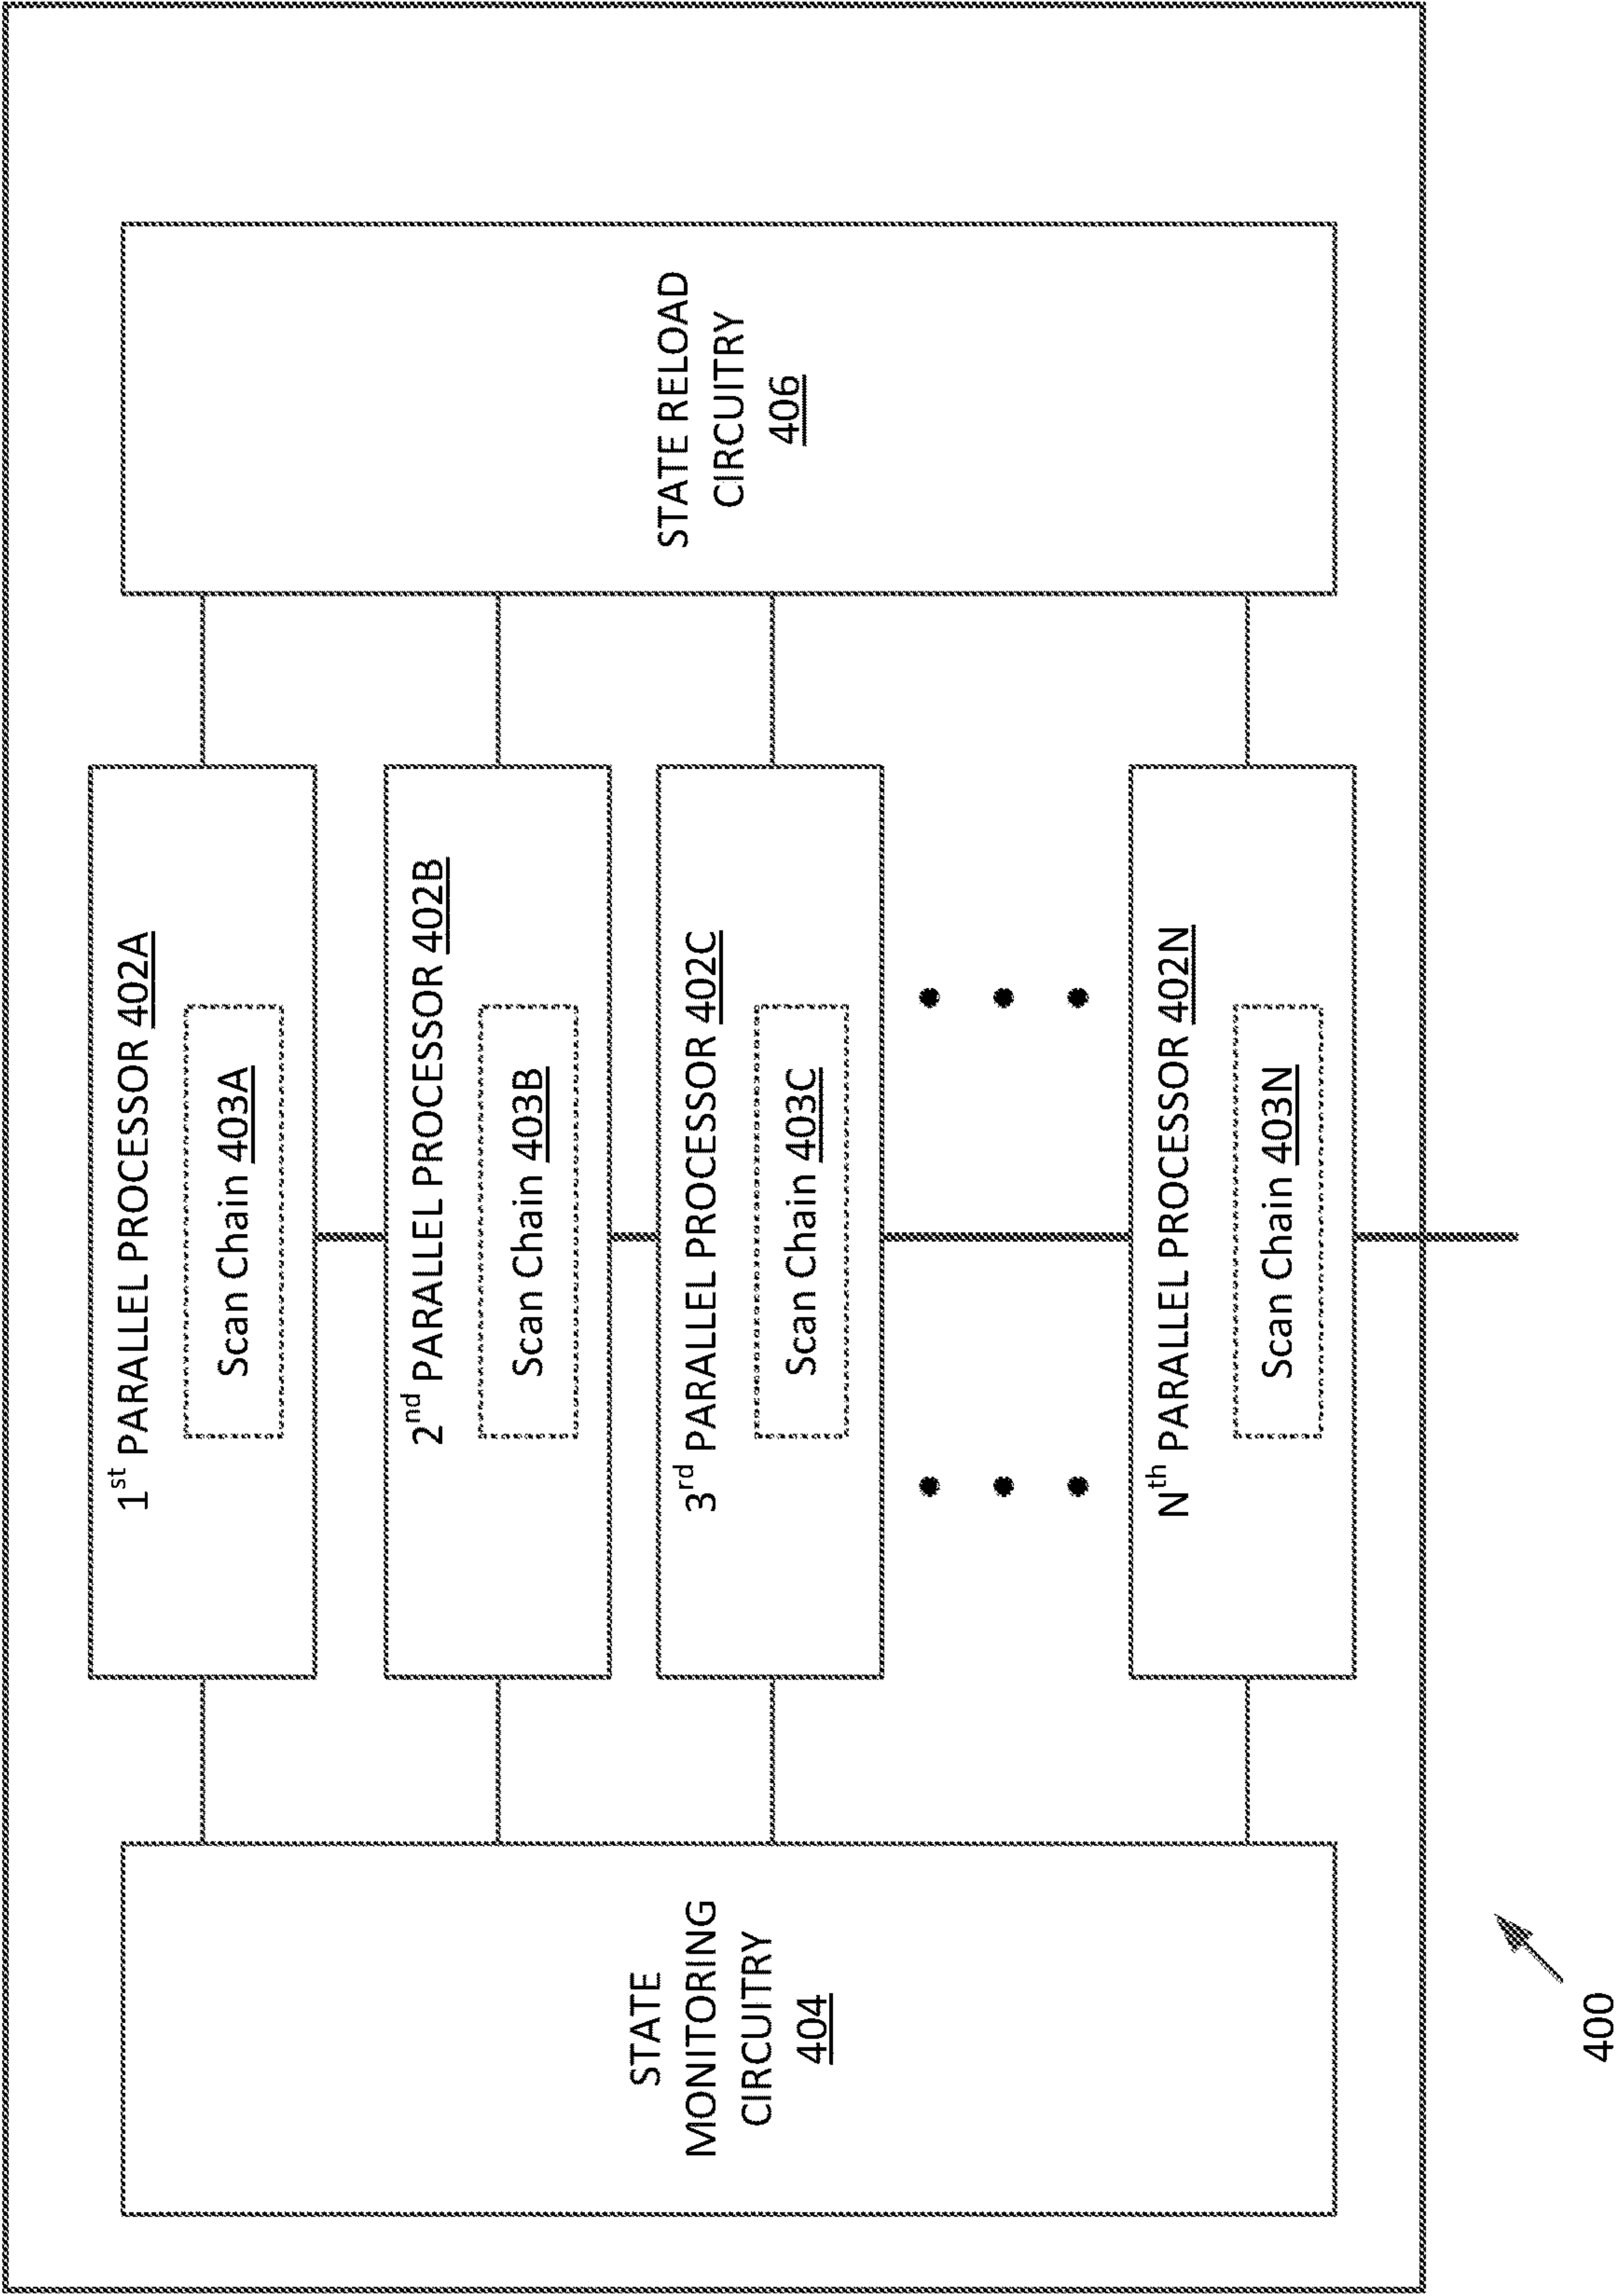 STATE
MONITORING
CIRCUITRY
404
1st PARALLEL PROCESSOR 402A
Scan Chain 403A
2nd PARALLEL PROCESSOR 402B
Scan Chain 403B
3rd PARALLEL PROCESSOR 402C
Scan Chain 403C
Nth PARALLEL PROCESSOR 402N
Scan Chain 403N
STATE RELOAD
CIRCUITRY
406
400